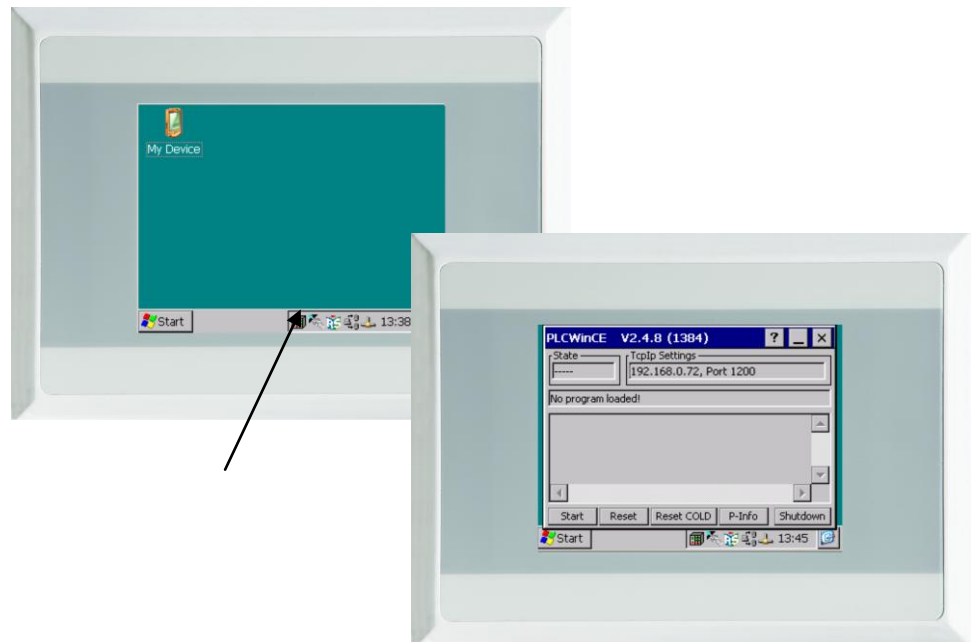 My Device
Start
13:38
PLCWinCE V2.4.8 (1384) ? _ X
State
TcpIp Settings
-----
192.168.0.72, Port 1200
No program loaded!
Start Reset Reset COLD P-Info Shutdown
Start
13:45